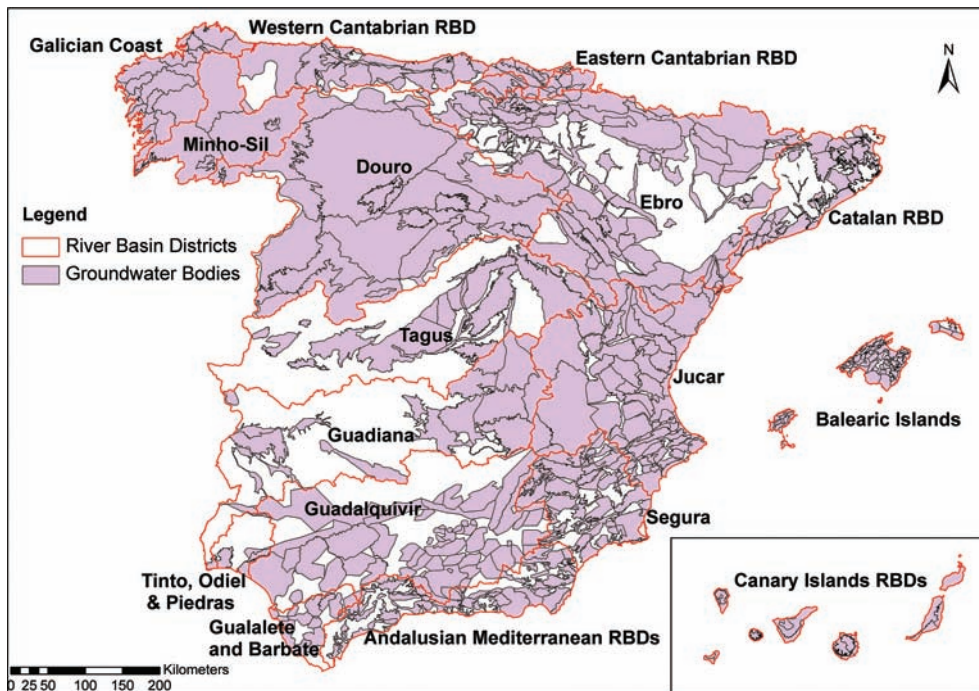 Western Cantabrian RBD
Galician Coast
Eastern Cantabrian RBD
N
Minho-Sil
Douro
Ebro
Catalan RBD
Legend
River Basin Districts
Groundwater Bodies
Tagus
Jucar
Balearic Islands
Guadiana
Guadalquivir
Segura
Tinto, Odiel
& Piedras
Canary Islands RBDs
Gualalete
and Barbate
Andalusian Mediterranean RBDs
Kilometers
0 25 50 100 150 200